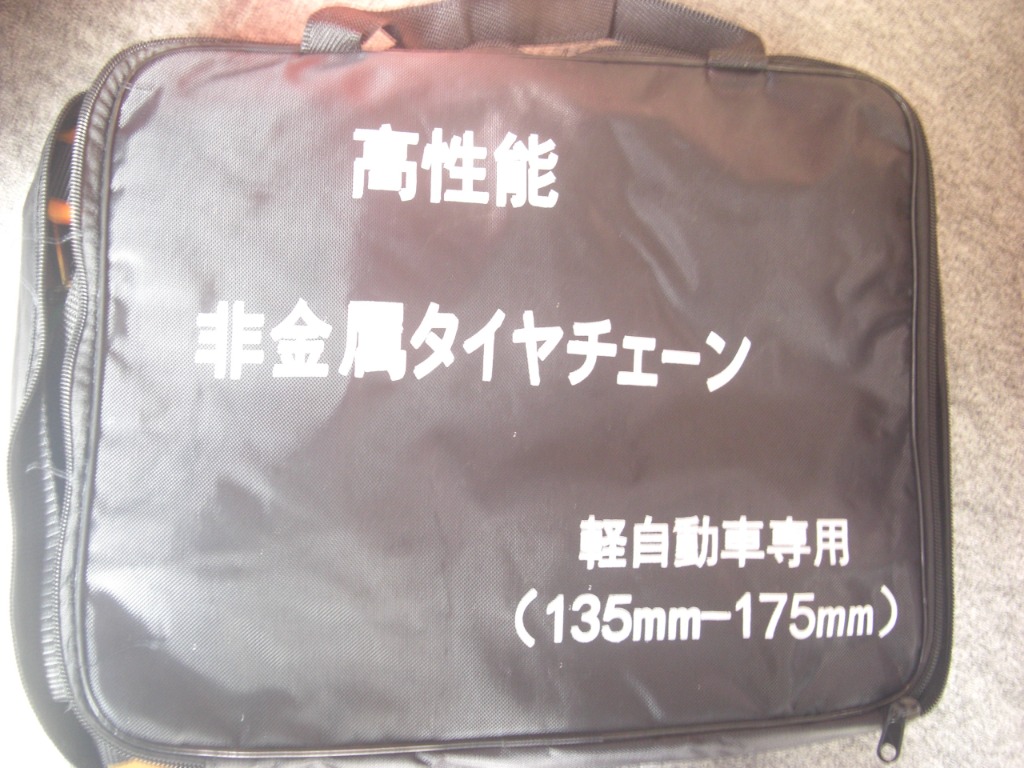 高性能
非金属タイヤチェーン
軽自動車専用
(135mm-175mm)